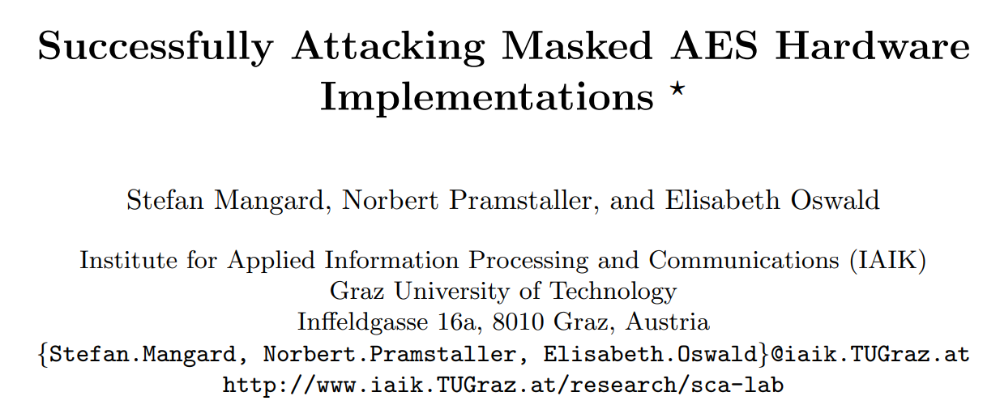 Successfully Attacking Masked AES Hardware
Implementations ⋆
Stefan Mangard, Norbert Pramstaller, and Elisabeth Oswald
Institute for Applied Information Processing and Communications (IAIK)
Graz University of Technology
Inffeldgasse 16a, 8010 Graz, Austria
{Stefan.Mangard, Norbert.Pramstaller, Elisabeth.Oswald}@iaik.TUGraz.at
http://www.iaik.TUGraz.at/research/sca-lab